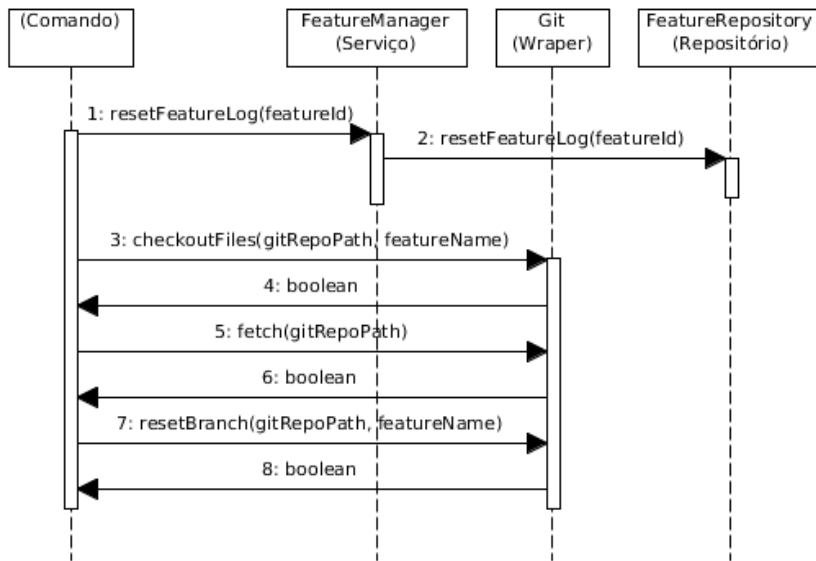 (Comando)
FeatureManager
(Serviço)
Git
(Wraper)
FeatureRepository
(Repositório)
1: resetFeatureLog(featureId)
2: resetFeatureLog(featureId)
3: checkoutFiles(gitRepoPath, featureName)
4: boolean
5: fetch(gitRepoPath)
6: boolean
7: resetBranch(gitRepoPath, featureName)
8: boolean